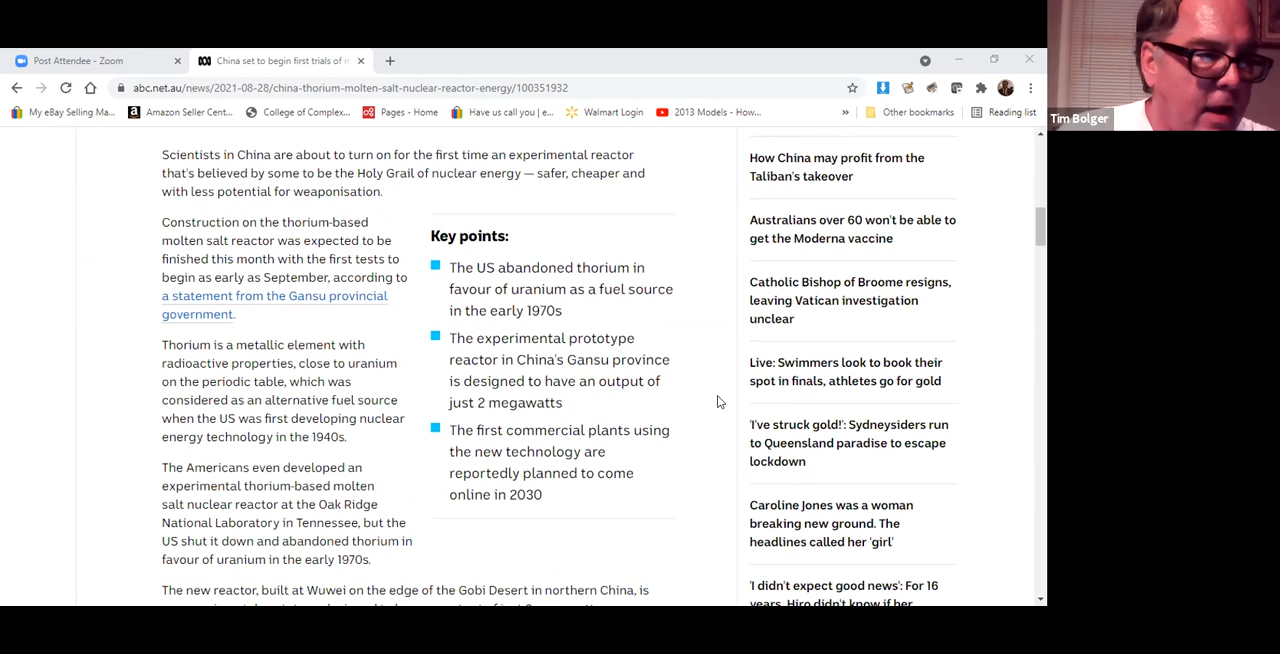 Post Attendee - Zoom
China set to begin first trials of n
abc.net.au/news/2021-08-28/china-thorium-molten-salt-nuclear-reactor-energy/100351932
My eBay Selling Ma...
Amazon Seller Cent...
College of Complex...
Pages - Home
Have us call you | e...
Walmart Login
2013 Models - How...
»
Other bookmarks
Reading list
Tim Bolger
Scientists in China are about to turn on for the first time an experimental reactor
that's believed by some to be the Holy Grail of nuclear energy — safer, cheaper and
with less potential for weaponisation.
Construction on the thorium-based
molten salt reactor was expected to be
finished this month with the first tests to
begin as early as September, according to
a statement from the Gansu provincial
government.
Thorium is a metallic element with
radioactive properties, close to uranium
on the periodic table, which was
considered as an alternative fuel source
when the US was first developing nuclear
energy technology in the 1940s.
The Americans even developed an
experimental thorium-based molten
salt nuclear reactor at the Oak Ridge
National Laboratory in Tennessee, but the
US shut it down and abandoned thorium in
favour of uranium in the early 1970s.
The new reactor, built at Wuwei on the edge of the Gobi Desert in northern China, is
Key points:
The US abandoned thorium in
favour of uranium as a fuel source
in the early 1970s
The experimental prototype
reactor in China's Gansu province
is designed to have an output of
just 2 megawatts
The first commercial plants using
the new technology are
reportedly planned to come
online in 2030
How China may profit from the
Taliban's takeover
Australians over 60 won't be able to
get the Moderna vaccine
Catholic Bishop of Broome resigns,
leaving Vatican investigation
unclear
Live: Swimmers look to book their
spot in finals, athletes go for gold
'I've struck gold!': Sydneysiders run
to Queensland paradise to escape
lockdown
Caroline Jones was a woman
breaking new ground. The
headlines called her 'girl'
'I didn't expect good news': For 16
years, Hiro didn't know if her